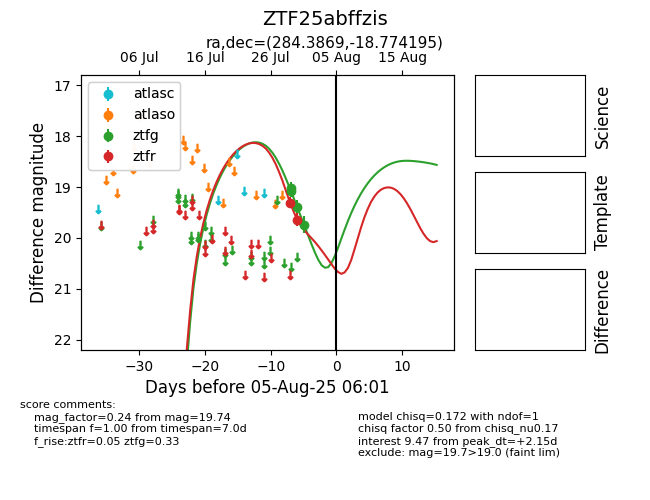 ZTF25abffzis
ra,dec=(284.3869,-18.774195)
06 Jul 16 Jul 26 Jul 05 Aug 15 Aug
17
18
19
20
21
22
Difference magnitude
atlasc
atlaso
ztfg
ztfr
−30 −20 −10 0 10
Days before 05-Aug-25 06:01
Science
Template
Difference
score comments:
mag_factor=0.24 from mag=19.74
timespan f=1.00 from timespan=7.0d
f_rise:ztfr=0.05 ztfg=0.33
model chisq=0.172 with ndof=1
chisq factor 0.50 from chisq_nu0.17
interest 9.47 from peak_dt=+2.15d
exclude: mag=19.7>19.0 (faint lim)